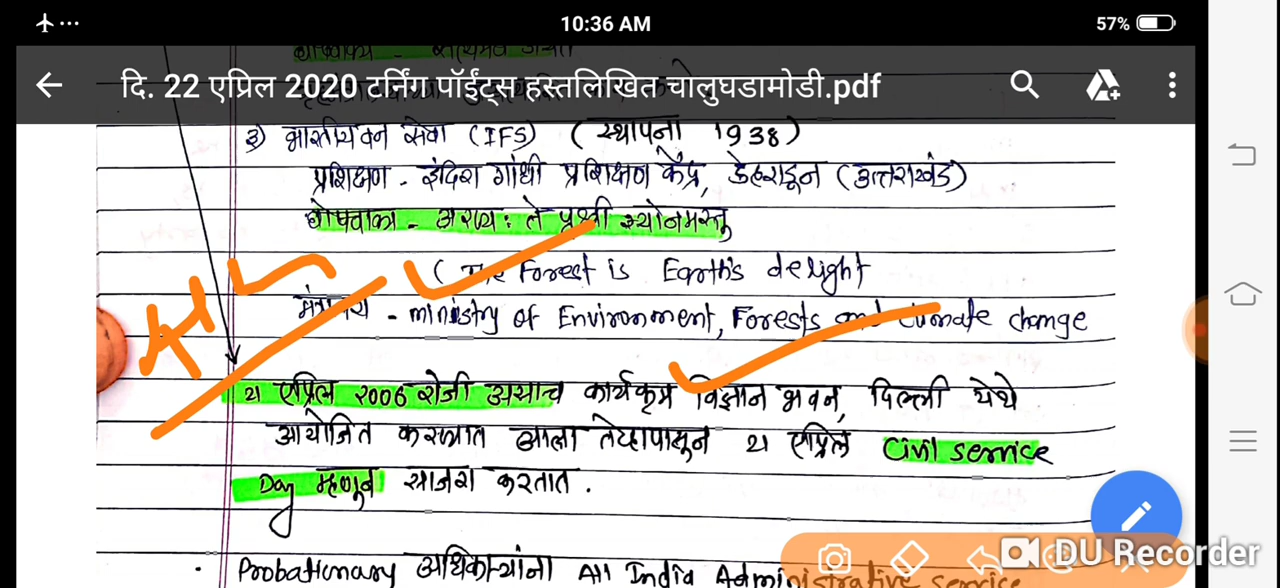 10:36 AM
57%
दि. 22 एप्रिल 2020 टर्निंग पॉईंट्स हस्तलिखित चालुघडामोडी.pdf
३) भारतीय वन सेवा (IFS) (स्थापना 1938)
प्रशिक्षण - इंदिरा गांधी प्रशिक्षण केंद्र, डेहराडून (उत्तराखंड)
घोषवाक्य - अरण्य: ते पृथ्वी स्योनमस्तु
(The Forest is Earth's delight
मंत्रालय - ministry of Environment, Forests and climate change
21 एप्रिल 2006 रोजी असाच कार्यक्रम विज्ञान भवन, दिल्ली येथे
आयोजित करण्यात आला तेव्हापासून 21 एप्रिल Civil service
Day म्हणून साजरा करतात.
• Probationary अधिकाऱ्यांना All India Administrative service
DU Recorder